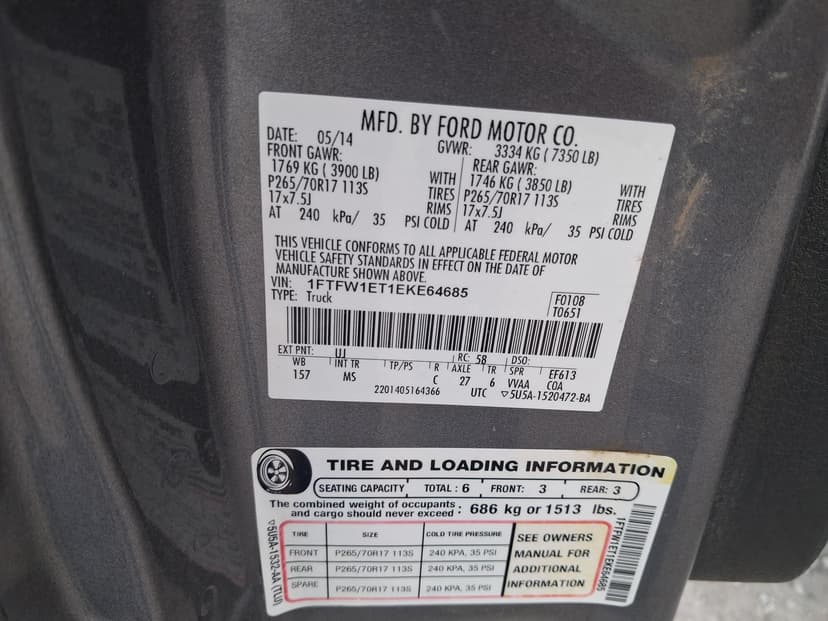 MFD. BY FORD MOTOR CO.
DATE: 05/14 GVWR: 3334 KG ( 7350 LB)
FRONT GAWR: REAR GAWR:
1769 KG ( 3900 LB) WITH 1746 KG ( 3850 LB) WITH
P265/70R17 113S TIRES P265/70R17 113S TIRES
17x7.5J RIMS 17x7.5J RIMS
AT 240 kPa/ 35 PSI COLD AT 240 kPa/ 35 PSI COLD
THIS VEHICLE CONFORMS TO ALL APPLICABLE FEDERAL MOTOR
VEHICLE SAFETY STANDARDS IN EFFECT ON THE DATE OF
MANUFACTURE SHOWN ABOVE.
VIN: 1FTFW1ET1EKE64685 F0108
TYPE: Truck T0651
EXT PNT: UJ RC: 58 DSO:
WB INT TR TP/PS R AXLE TR SPR EF613
157 MS C 27 6 VVAA COA
2201405164366 UTC ▽5U5A-1520472-BA
TIRE AND LOADING INFORMATION
SEATING CAPACITY TOTAL : 6 FRONT: 3 REAR: 3
The combined weight of occupants
and cargo should never exceed : 686 kg or 1513 lbs.
TIRE SIZE COLD TIRE PRESSURE
FRONT P265/70R17 113S 240 KPA, 35 PSI
REAR P265/70R17 113S 240 KPA, 35 PSI
SPARE P265/70R17 113S 240 KPA, 35 PSI
SEE OWNERS
MANUAL FOR
ADDITIONAL
INFORMATION
▽5U5A-1532-AA (TLU)
1FTFW1ET1EKE64685